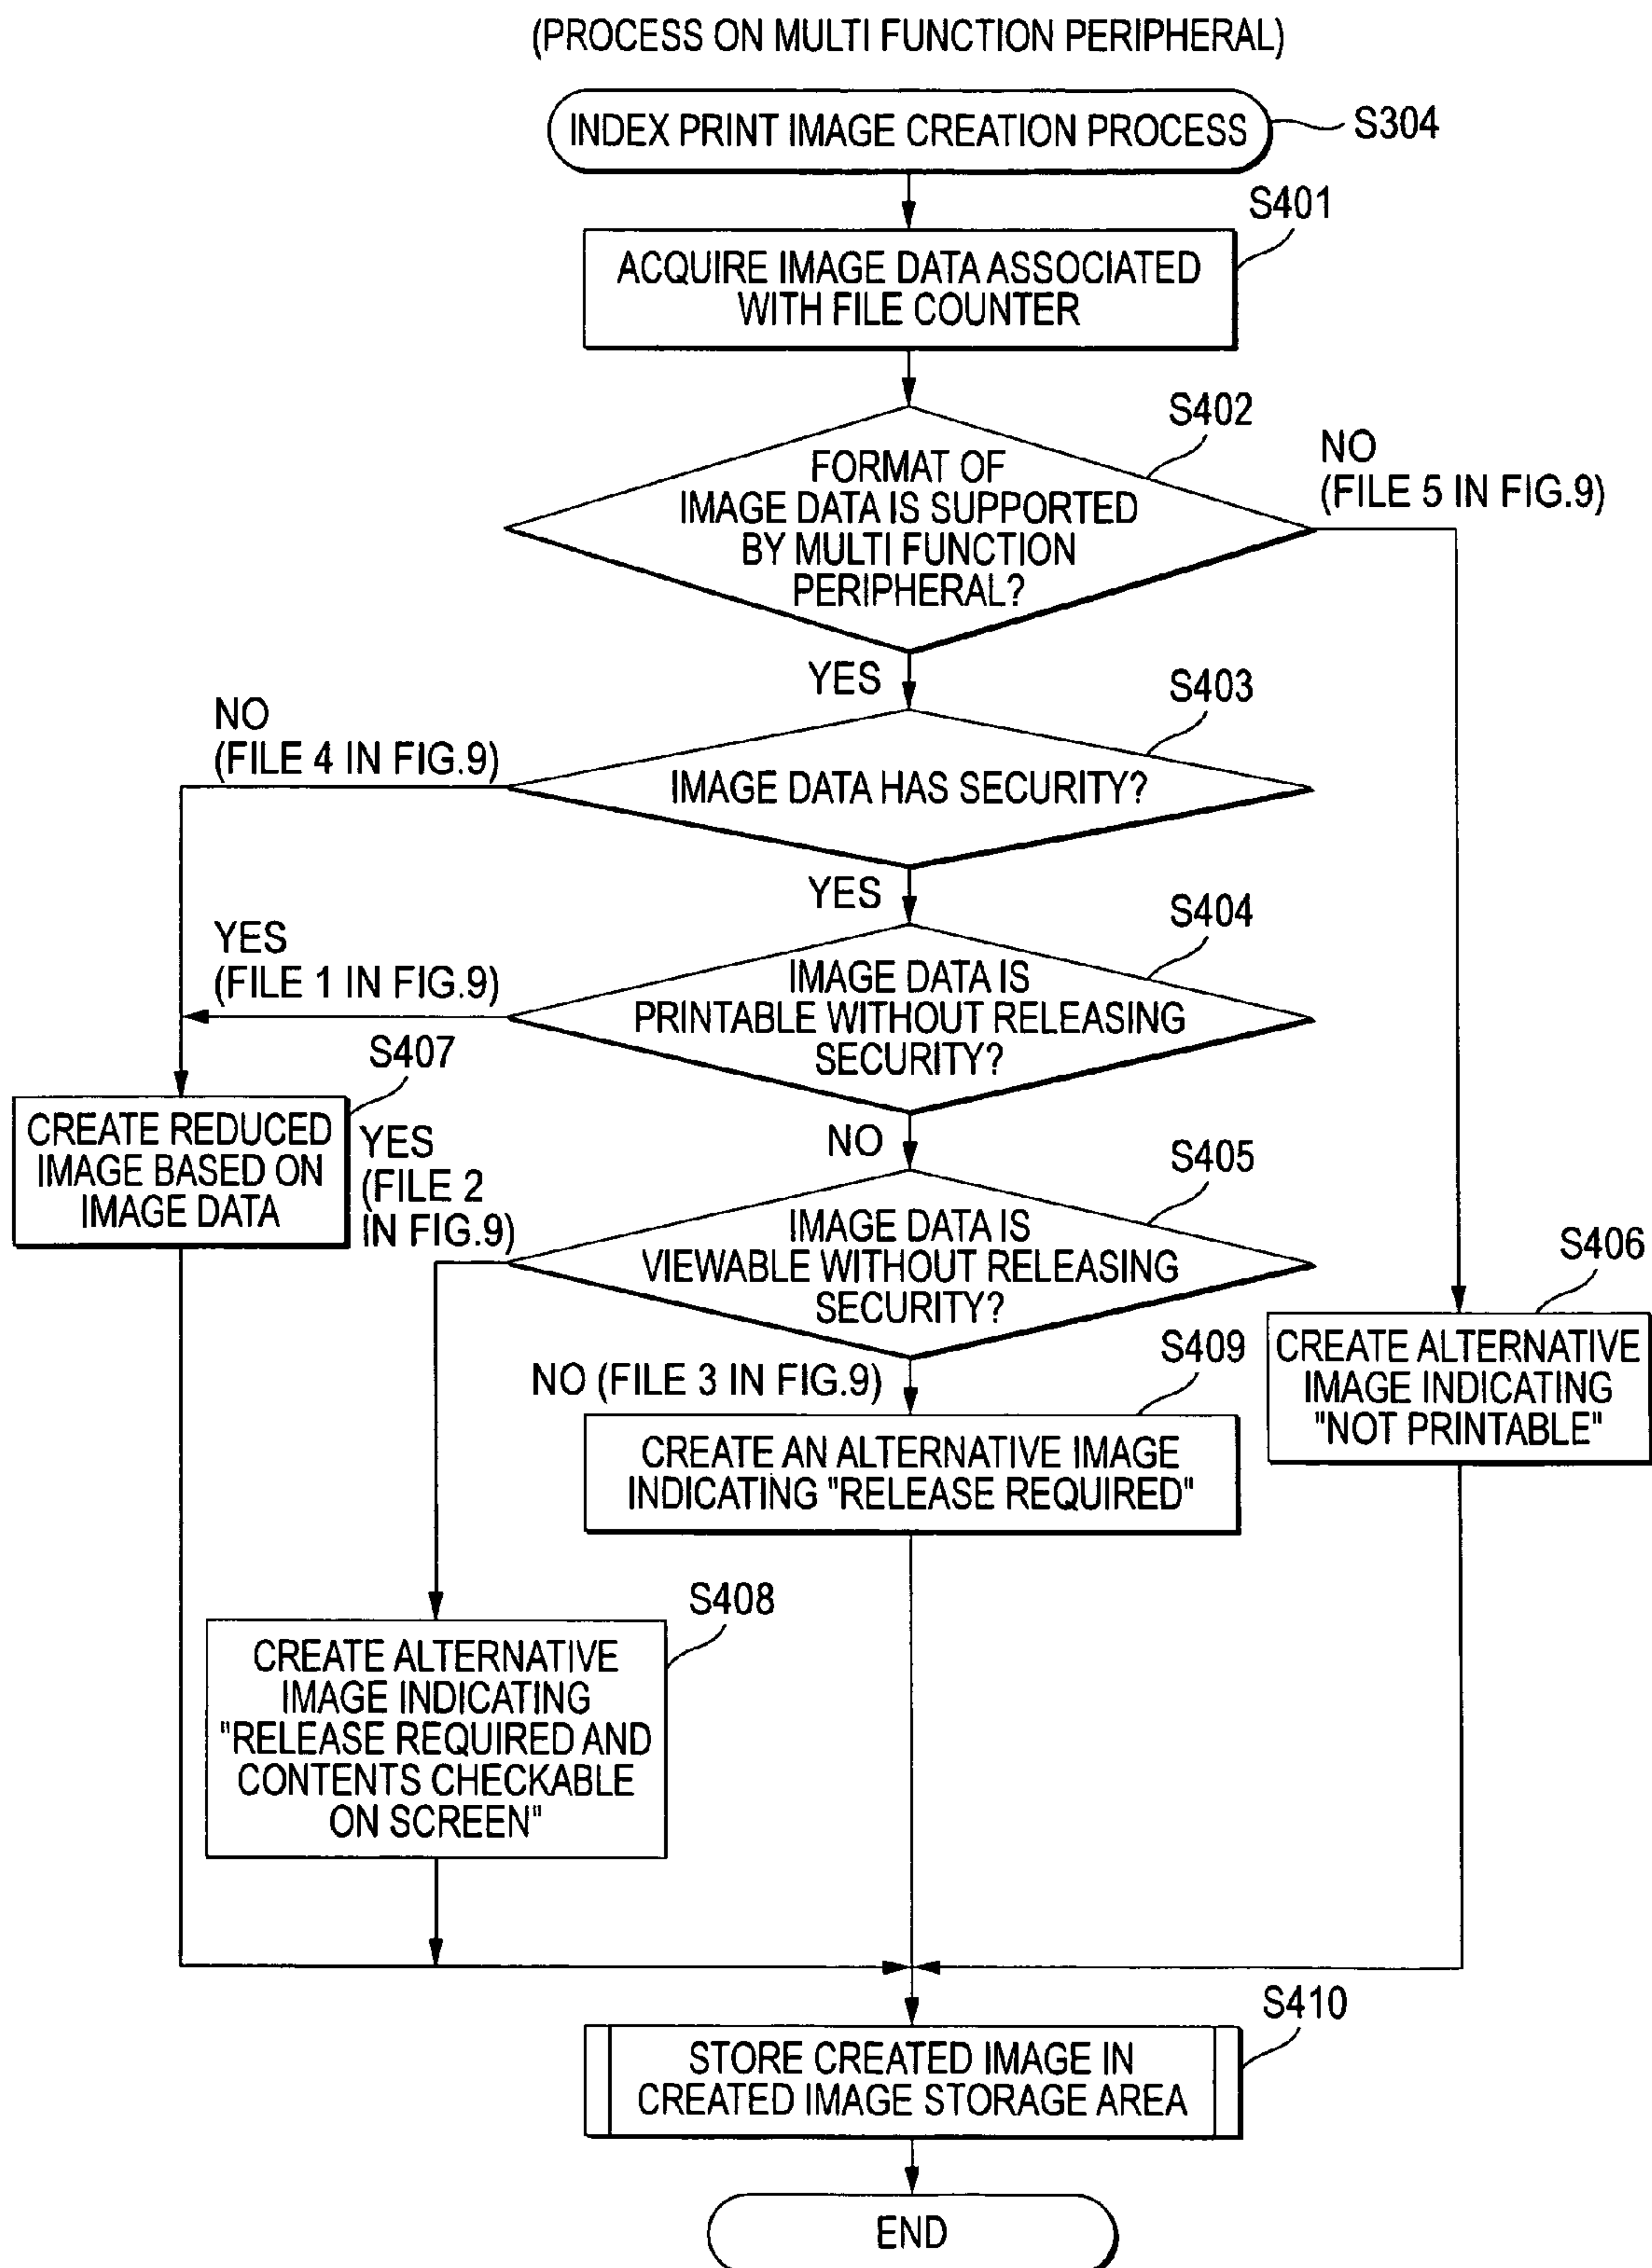 (PROCESS ON MULTI FUNCTION PERIPHERAL)
INDEX PRINT IMAGE CREATION PROCESS
S304
S401
ACQUIRE IMAGE DATA ASSOCIATED
WITH FILE COUNTER
S402
FORMAT OF
IMAGE DATA IS SUPPORTED
BY MULTI FUNCTION
PERIPHERAL?
NO
(FILE 5 IN FIG.9)
YES
S403
NO
(FILE 4 IN FIG.9)
IMAGE DATA HAS SECURITY?
YES
S404
YES
(FILE 1 IN FIG.9)
IMAGE DATA IS
PRINTABLE WITHOUT RELEASING
SECURITY?
S407
CREATE REDUCED
IMAGE BASED ON
IMAGE DATA
NO
S405
YES
(FILE 2
IN FIG.9)
IMAGE DATA IS
VIEWABLE WITHOUT RELEASING
SECURITY?
S406
CREATE ALTERNATIVE
IMAGE INDICATING
"NOT PRINTABLE"
NO (FILE 3 IN FIG.9)
S409
CREATE AN ALTERNATIVE IMAGE
INDICATING "RELEASE REQUIRED"
S408
CREATE ALTERNATIVE
IMAGE INDICATING
"RELEASE REQUIRED AND
CONTENTS CHECKABLE
ON SCREEN"
S410
STORE CREATED IMAGE IN
CREATED IMAGE STORAGE AREA
END